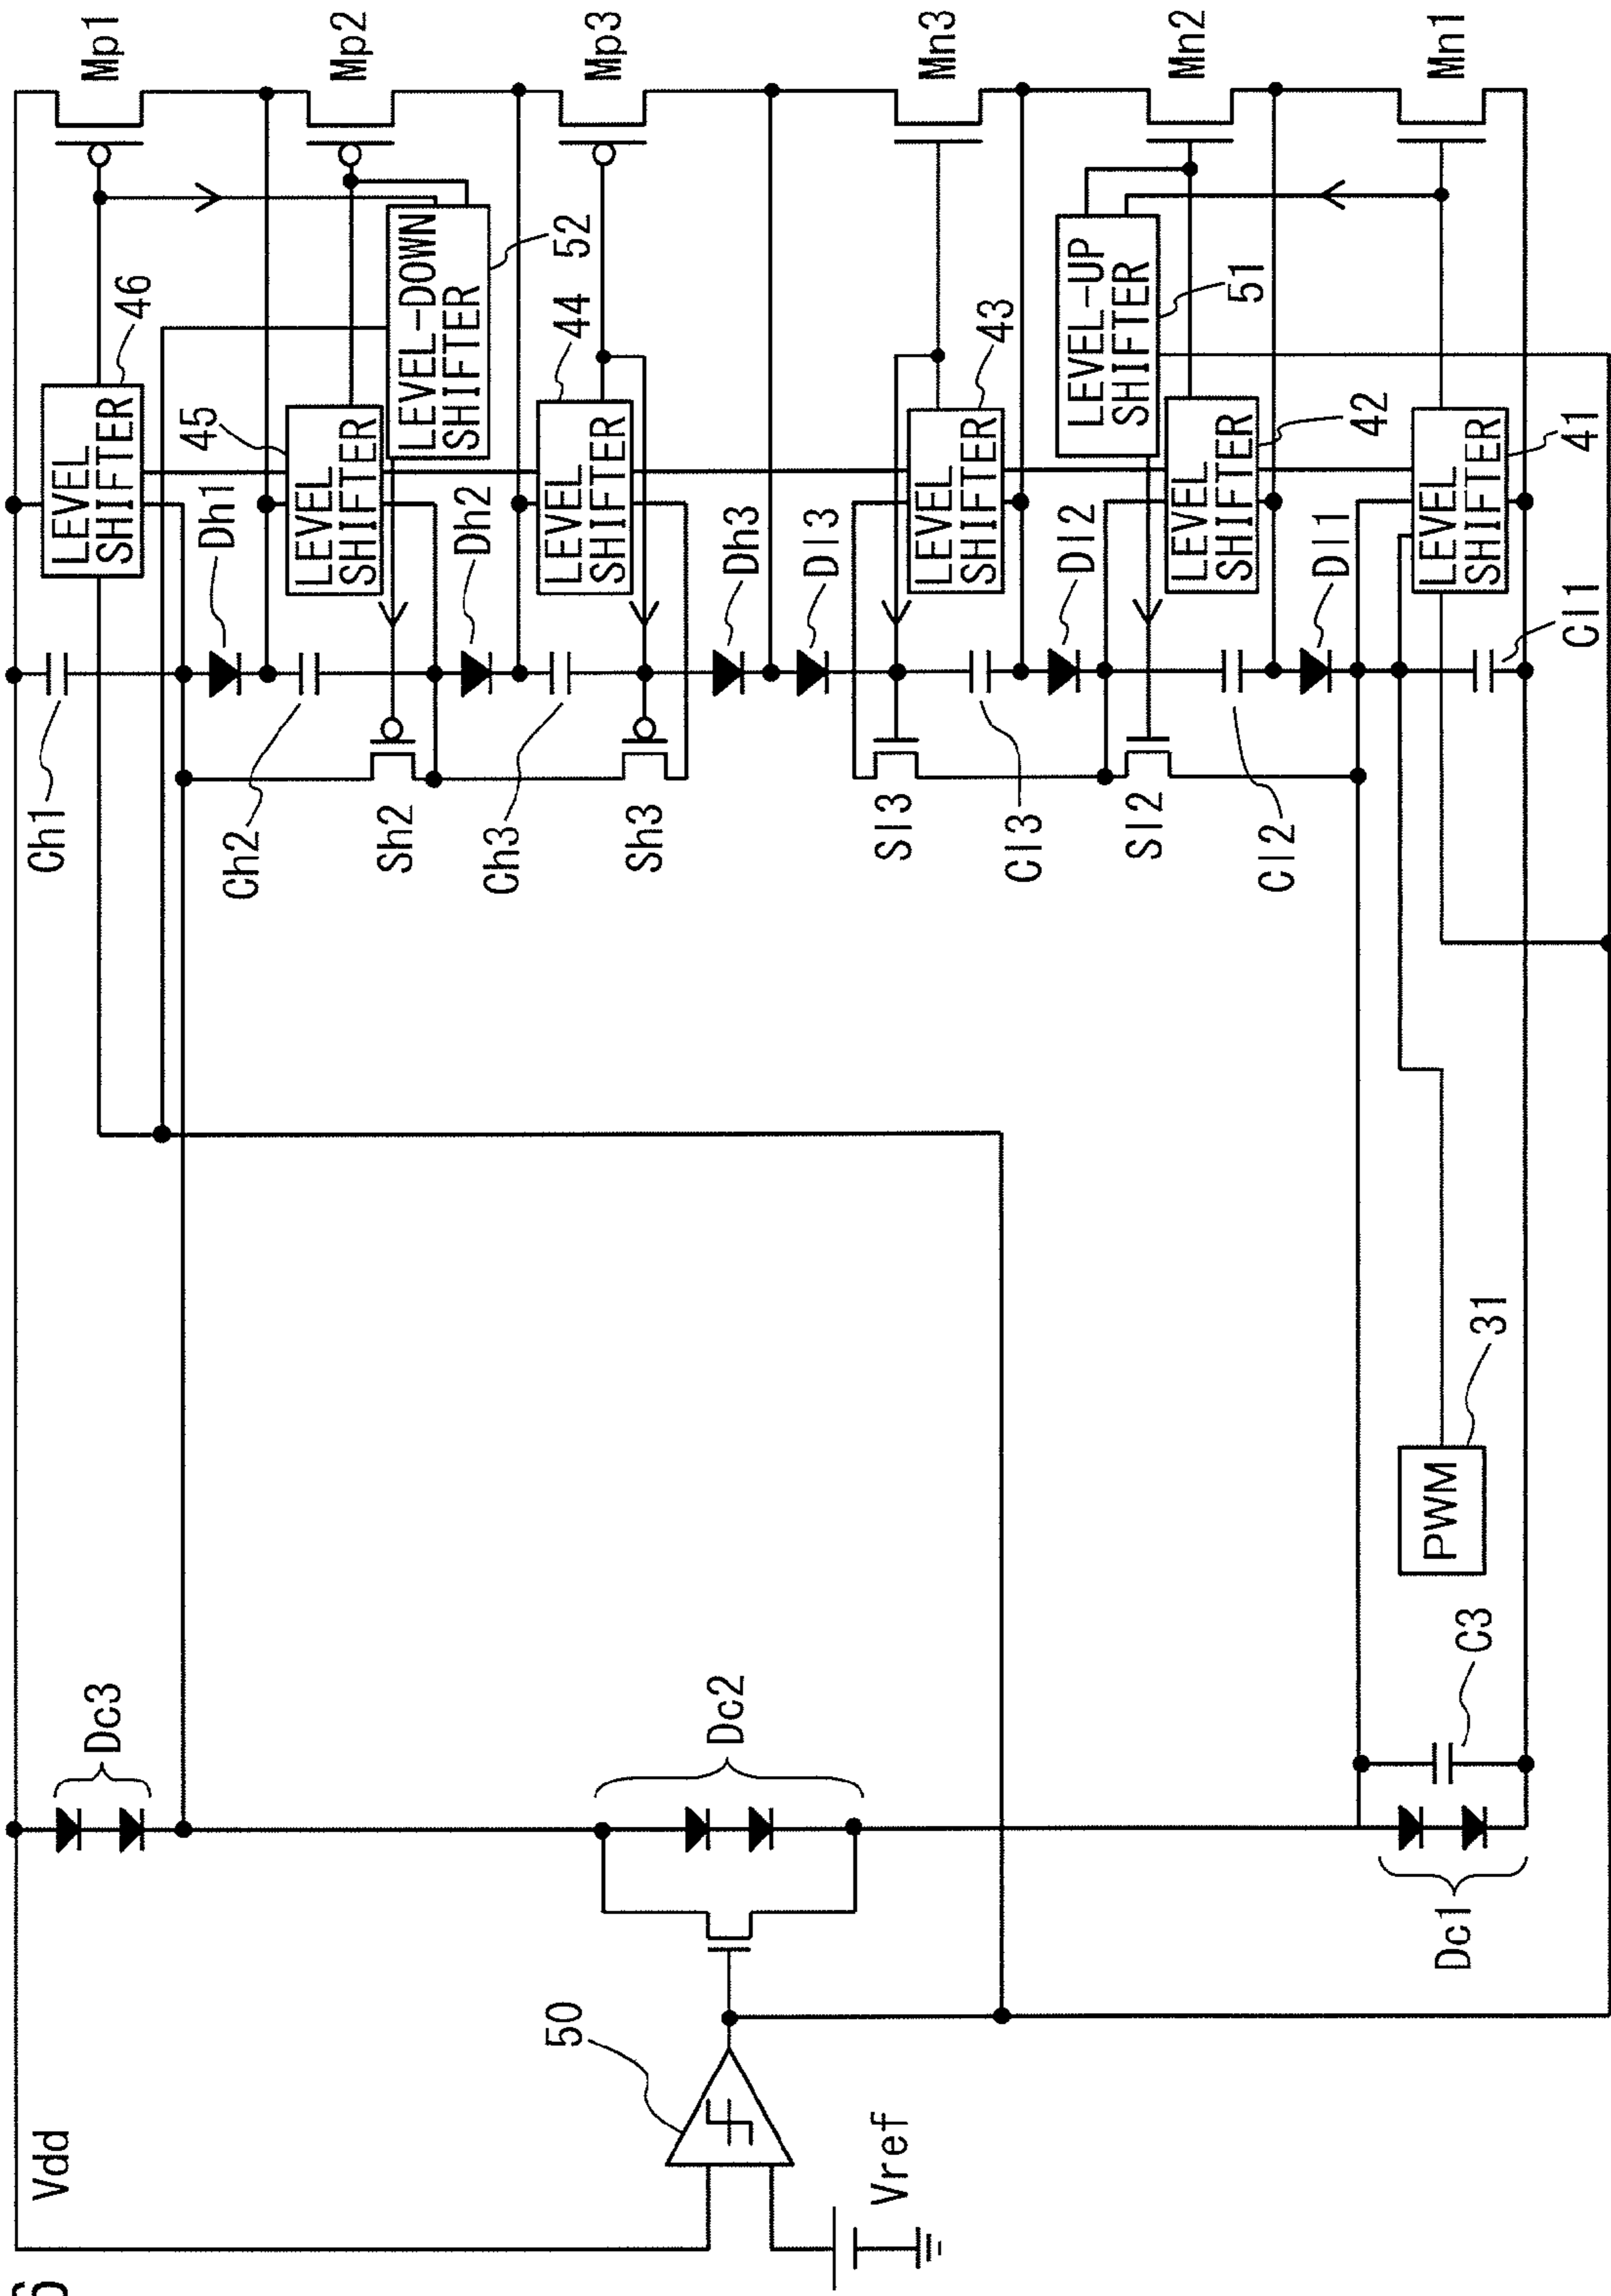 6
Vdd
Dc3
Ch1
LEVEL
SHIFTER
46
Mp1
Dh1
45
Ch2
LEVEL
SHIFTER
Mp2
Sh2
LEVEL-DOWN
SHIFTER
52
Dh2
Ch3
LEVEL
SHIFTER
44
Mp3
Sh3
50
Dc2
Dh3
Dl3
Vref
Sl3
LEVEL
SHIFTER
43
Mn3
Cl3
Dl2
LEVEL-UP
SHIFTER
51
Sl2
LEVEL
SHIFTER
42
Mn2
Cl2
Dl1
Dc1
C3
PWM
31
LEVEL
SHIFTER
41
Mn1
Cl1